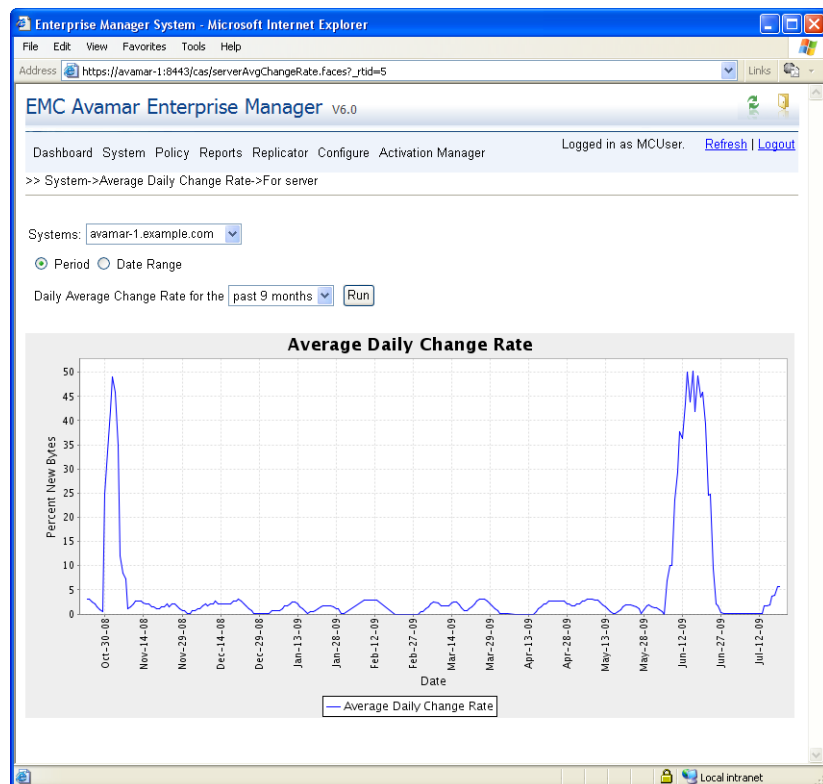 Enterprise Manager System - Microsoft Internet Explorer
File Edit View Favorites Tools Help
Address https://avamar-1:8443/cas/serverAvgChangeRate.faces?_rtid=5 Links
EMC Avamar Enterprise Manager V6.0
Dashboard System Policy Reports Replicator Configure Activation Manager Logged in as MCUser. Refresh | Logout
>> System->Average Daily Change Rate->For server
Systems: avamar-1.example.com
Period Date Range
Daily Average Change Rate for the past 9 months Run
Average Daily Change Rate
Percent New Bytes
50
45
40
35
30
25
20
15
10
5
0
Oct-30-08 Nov-14-08 Nov-29-08 Dec-14-08 Dec-29-08 Jan-13-09 Jan-28-09 Feb-12-09 Feb-27-09 Mar-14-09 Mar-29-09 Apr-13-09 Apr-28-09 May-13-09 May-28-09 Jun-12-09 Jun-27-09 Jul-12-09
Date
Average Daily Change Rate
Local intranet